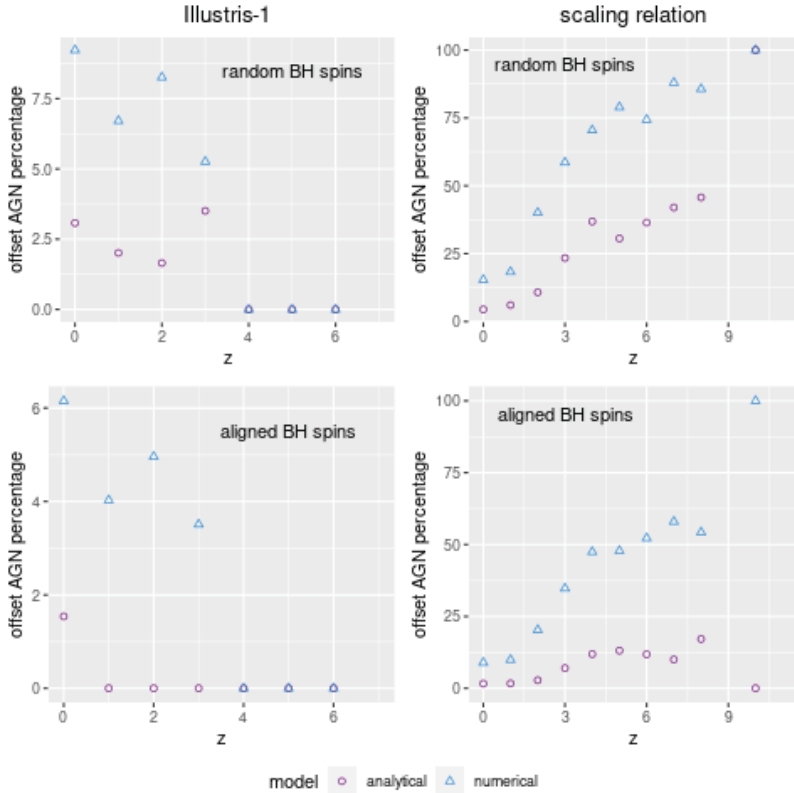 Illustris-1
scaling relation
random BH spins
offset AGN percentage
7.5
5.0
2.5
0.0
0 2 4 6
z
random BH spins
offset AGN percentage
100
75
50
25
0
0 3 6 9
z
aligned BH spins
offset AGN percentage
6
4
2
0
0 2 4 6
z
aligned BH spins
offset AGN percentage
100
75
50
25
0
0 3 6 9
z
model analytical numerical